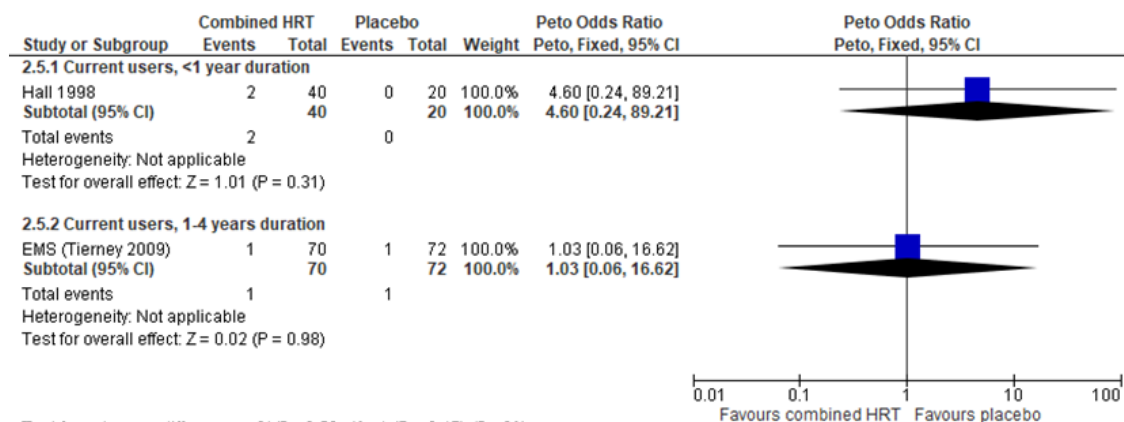 Combined HRT Placebo Peto Odds Ratio Peto Odds Ratio
Study or Subgroup Events Total Events Total Weight Peto, Fixed, 95% CI Peto, Fixed, 95% CI
2.5.1 Current users, <1 year duration
Hall 1998 2 40 0 20 100.0% 4.60 [0.24, 89.21]
Subtotal (95% CI) 40 20 100.0% 4.60 [0.24, 89.21]
Total events 2 0
Heterogeneity: Not applicable
Test for overall effect: Z = 1.01 (P = 0.31)
2.5.2 Current users, 1-4 years duration
EMS (Tierney 2009) 1 70 1 72 100.0% 1.03 [0.06, 16.62]
Subtotal (95% CI) 70 72 100.0% 1.03 [0.06, 16.62]
Total events 1 1
Heterogeneity: Not applicable
Test for overall effect: Z = 0.02 (P = 0.98)
0.01 0.1 1 10 100
Favours combined HRT Favours placebo